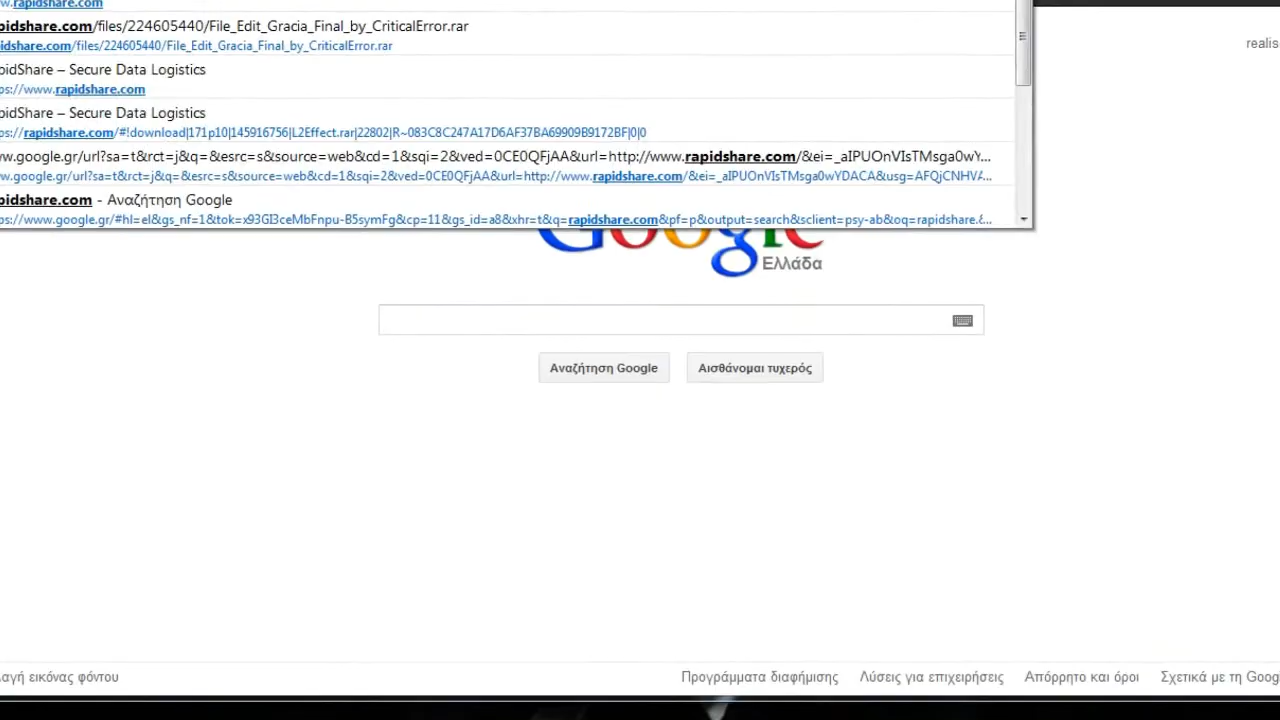 w.rapidshare.com
pidshare.com/files/224605440/File_Edit_Gracia_Final_by_CriticalError.rar
idshare.com/files/224605440/File_Edit_Gracia_Final_by_CriticalError.rar
realis
pidShare – Secure Data Logistics
ps://www.rapidshare.com
pidShare – Secure Data Logistics
ps://rapidshare.com/#!download|171p10|145916756|L2Effect.rar|22802|R~083C8C247A17D6AF37BA69909B9172BF|0|0
ww.google.gr/url?sa=t&rct=j&q=&esrc=s&source=web&cd=1&sqi=2&ved=0CE0QFjAA&url=http://www.rapidshare.com/&ei=_aIPUOnVIsTMsga0wY...
ww.google.gr/url?sa=t&rct=j&q=&esrc=s&source=web&cd=1&sqi=2&ved=0CE0QFjAA&url=http://www.rapidshare.com/&ei=_aIPUOnVIsTMsga0wYDACA&usg=AFQjCNHVA...
pidshare.com - Αναζήτηση Google
ps://www.google.gr/#hl=el&gs_nf=1&tok=x93Gl3ceMbFnpu-B5symFg&cp=11&gs_id=a8&xhr=t&q=rapidshare.com&pf=p&output=search&sclient=psy-ab&oq=rapidshare.&...
Google
Ελλάδα
Αναζήτηση Google
Αισθάνομαι τυχερός
λαγή εικόνας φόντου
Προγράμματα διαφήμισης
Λύσεις για επιχειρήσεις
Απόρρητο και όροι
Σχετικά με τη Goog